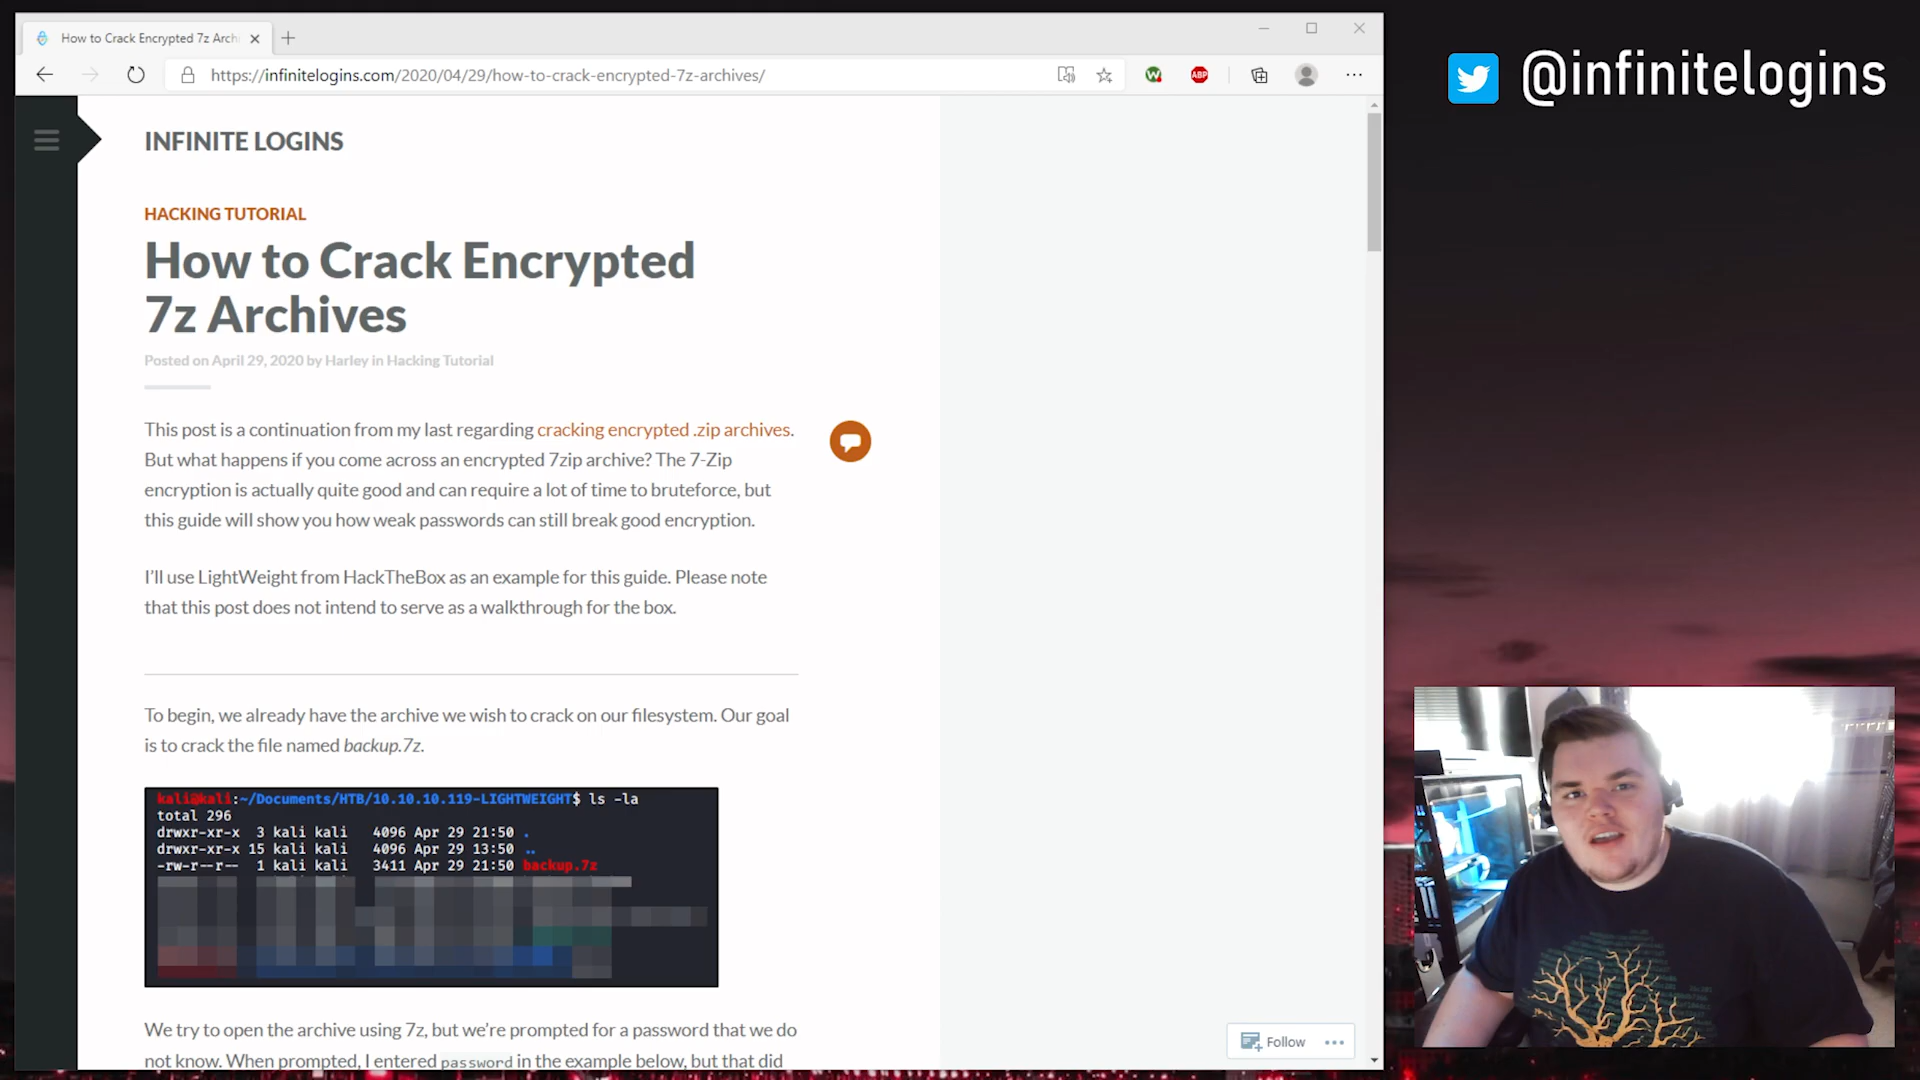 How to Crack Encrypted 7z Arch
https://infinitelogins.com/2020/04/29/how-to-crack-encrypted-7z-archives/
ABP
@infinitelogins
INFINITE LOGINS
HACKING TUTORIAL
How to Crack Encrypted
7z Archives
Posted on April 29, 2020 by Harley in Hacking Tutorial
This post is a continuation from my last regarding cracking encrypted .zip archives.
But what happens if you come across an encrypted 7zip archive? The 7-Zip
encryption is actually quite good and can require a lot of time to bruteforce, but
this guide will show you how weak passwords can still break good encryption.
I'll use LightWeight from HackTheBox as an example for this guide. Please note
that this post does not intend to serve as a walkthrough for the box.
To begin, we already have the archive we wish to crack on our filesystem. Our goal
is to crack the file named backup.7z.
kali@kali:~/Documents/HTB/10.10.10.119-LIGHTWEIGHT$ ls -la
total 296
drwxr-xr-x 3 kali kali 4096 Apr 29 21:50 .
drwxr-xr-x 15 kali kali 4096 Apr 29 13:50 ..
-rw-r--r-- 1 kali kali 3411 Apr 29 21:50 backup.7z
We try to open the archive using 7z, but we're prompted for a password that we do
not know. When prompted, I entered password in the example below, but that did
Follow